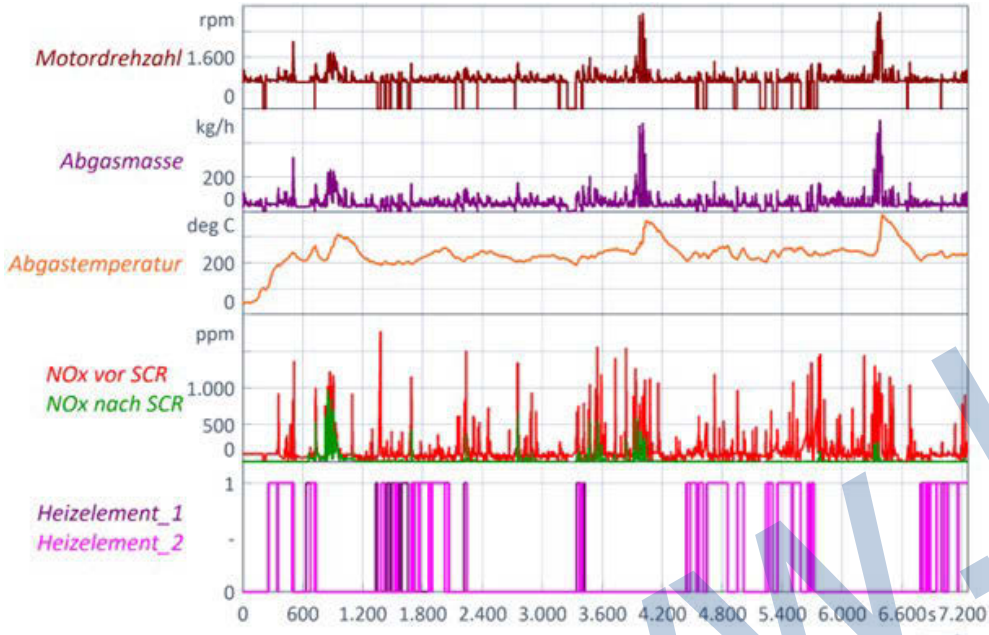 rpm
Motordrehzahl 1.600
0
kg/h
Abgasmasse
200
0
deg C
Abgastemperatur 200
0
ppm
NOx vor SCR 1.000
NOx nach SCR 500
0
1
Heizelement_1
Heizelement_2 -
0
0 600 1.200 1.800 2.400 3.000 3.600 4.200 4.800 5.400 6.000 6.600 s 7.200